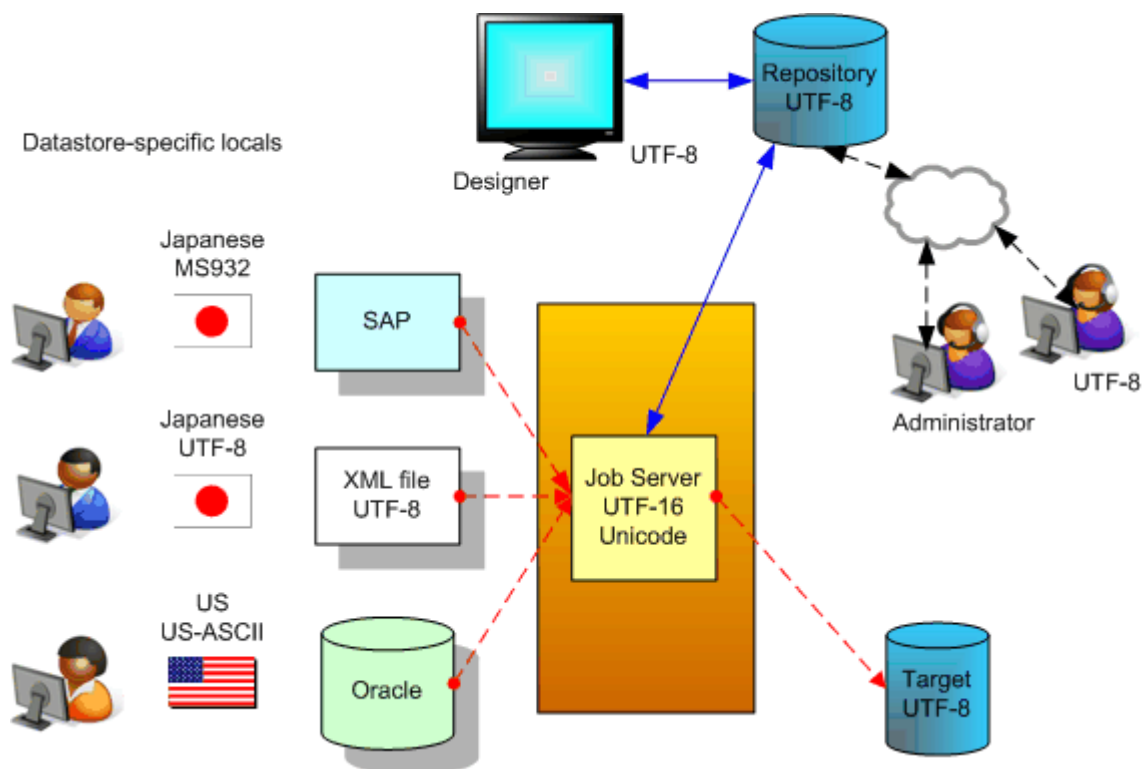 Repository
UTF-8
UTF-8
Designer
Datastore-specific locals
Japanese
MS932
SAP
UTF-8
Administrator
Japanese
UTF-8
XML file
UTF-8
Job Server
UTF-16
Unicode
US
US-ASCII
Oracle
Target
UTF-8